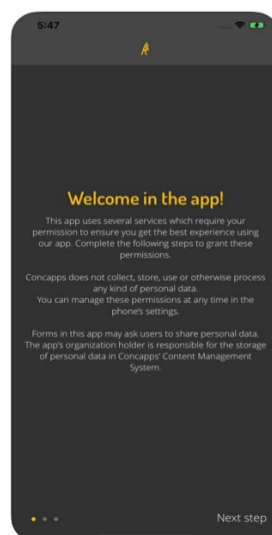 5:47
Welcome in the app!
This app uses several services which require your
permission to ensure you get the best experience using
our app. Complete the following steps to grant these
permissions.
Concapps does not collect, store, use or otherwise process
any kind of personal data.
You can manage these permissions at any time in the
phone's settings.
Forms in this app may ask users to share personal data.
The app's organization holder is responsible for the storage
of personal data in Concapps' Content Management
System.
Next step